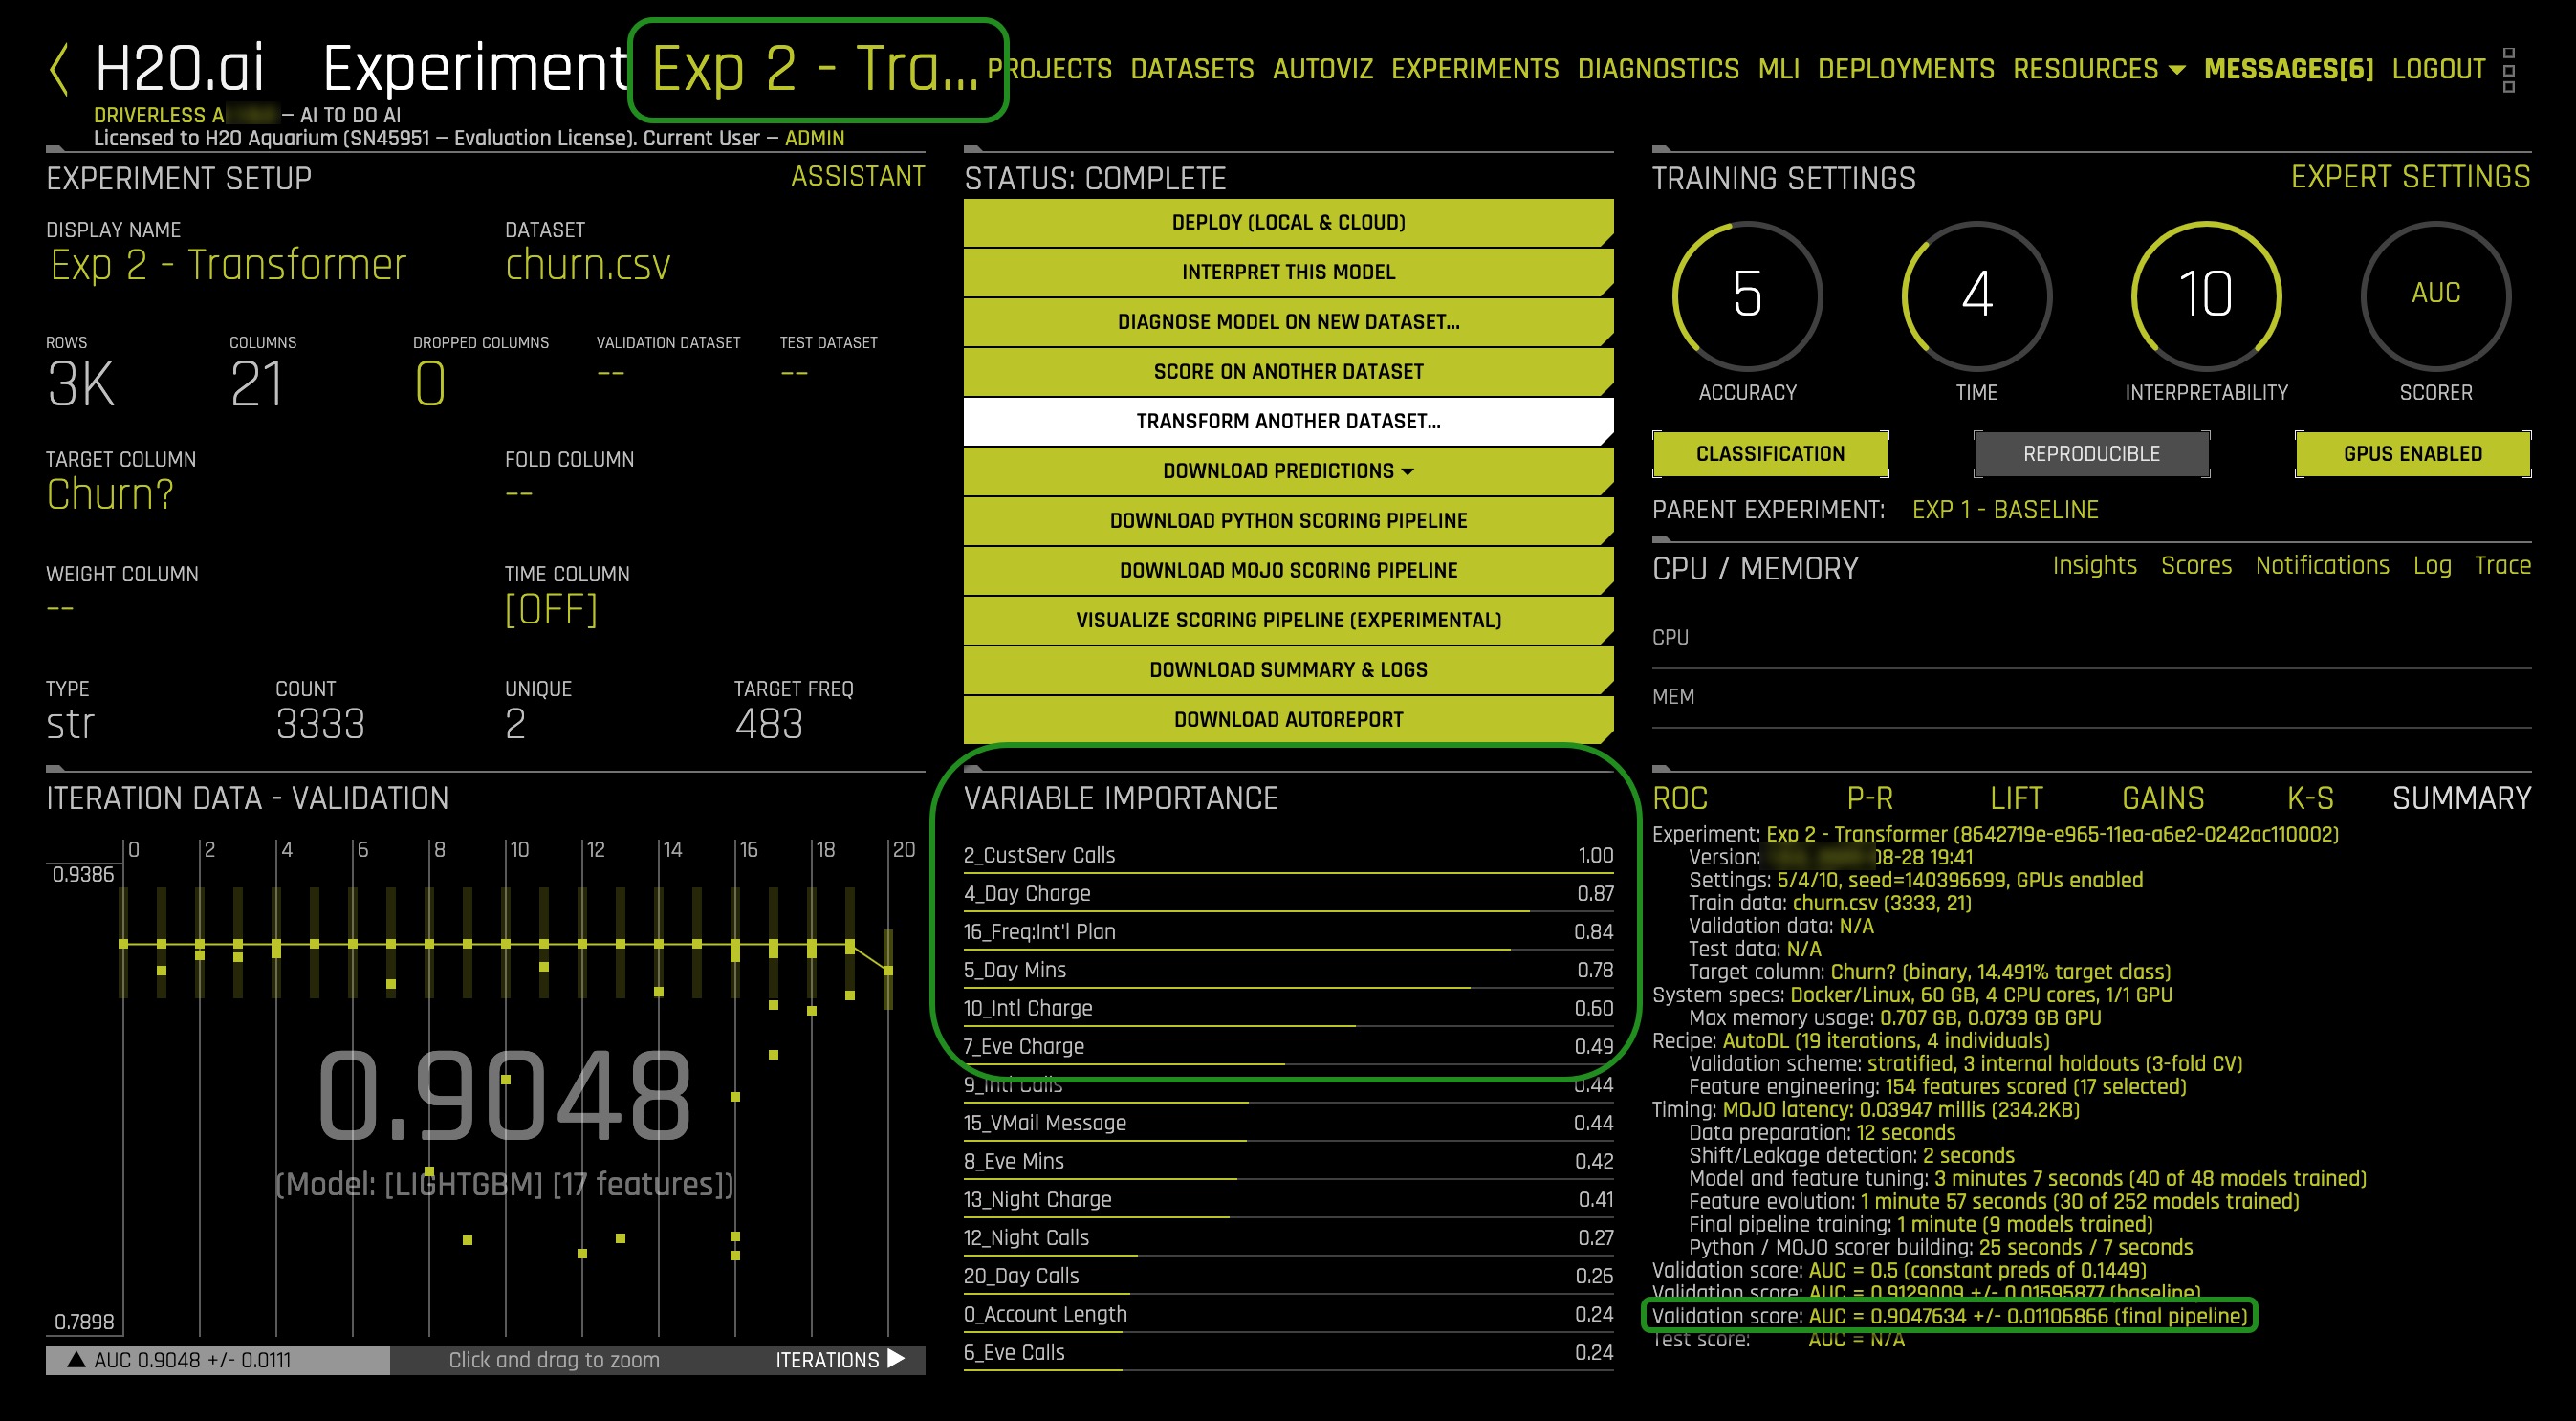 H2O.ai Experiment Exp 2 - Tra... PROJECTS DATASETS AUTOVIZ EXPERIMENTS DIAGNOSTICS MLI DEPLOYMENTS RESOURCES MESSAGES[6] LOGOUT
DRIVERLESS A — AI TO DO AI
Licensed to H2O Aquarium (SN45951 — Evaluation License). Current User — ADMIN
EXPERIMENT SETUP ASSISTANT
DISPLAY NAME DATASET
Exp 2 - Transformer churn.csv
ROWS COLUMNS DROPPED COLUMNS VALIDATION DATASET TEST DATASET
3K 21 0 -- --
TARGET COLUMN FOLD COLUMN
Churn? --
WEIGHT COLUMN TIME COLUMN
-- [OFF]
TYPE COUNT UNIQUE TARGET FREQ
str 3333 2 483
STATUS: COMPLETE
DEPLOY (LOCAL & CLOUD)
INTERPRET THIS MODEL
DIAGNOSE MODEL ON NEW DATASET...
SCORE ON ANOTHER DATASET
TRANSFORM ANOTHER DATASET...
DOWNLOAD PREDICTIONS
DOWNLOAD PYTHON SCORING PIPELINE
DOWNLOAD MOJO SCORING PIPELINE
VISUALIZE SCORING PIPELINE (EXPERIMENTAL)
DOWNLOAD SUMMARY & LOGS
DOWNLOAD AUTOREPORT
TRAINING SETTINGS EXPERT SETTINGS
5 4 10 AUC
ACCURACY TIME INTERPRETABILITY SCORER
CLASSIFICATION REPRODUCIBLE GPUS ENABLED
PARENT EXPERIMENT: EXP 1 - BASELINE
CPU / MEMORY Insights Scores Notifications Log Trace
CPU
MEM
ITERATION DATA - VALIDATION
0 2 4 6 8 10 12 14 16 18 20
0.9386
0.9048
(Model: [LIGHTGBM] [17 features])
0.7898
AUC 0.9048 +/- 0.0111 Click and drag to zoom ITERATIONS
VARIABLE IMPORTANCE
2_CustServ Calls 1.00
4_Day Charge 0.87
16_Freq:Int'l Plan 0.84
5_Day Mins 0.78
10_Intl Charge 0.60
7_Eve Charge 0.49
9_Intl Calls 0.44
15_VMail Message 0.44
8_Eve Mins 0.42
13_Night Charge 0.41
12_Night Calls 0.27
20_Day Calls 0.26
0_Account Length 0.24
6_Eve Calls 0.24
ROC P-R LIFT GAINS K-S SUMMARY
Experiment: Exp 2 - Transformer (8642719e-e965-11ea-a6e2-0242ac110002)
Version: 08-28 19:41
Settings: 5/4/10, seed=140396699, GPUs enabled
Train data: churn.csv (3333, 21)
Validation data: N/A
Test data: N/A
Target column: Churn? (binary, 14.491% target class)
System specs: Docker/Linux, 60 GB, 4 CPU cores, 1/1 GPU
Max memory usage: 0.707 GB, 0.0739 GB GPU
Recipe: AutoDL (19 iterations, 4 individuals)
Validation scheme: stratified, 3 internal holdouts (3-fold CV)
Feature engineering: 154 features scored (17 selected)
Timing: MOJO latency: 0.03947 millis (234.2KB)
Data preparation: 12 seconds
Shift/Leakage detection: 2 seconds
Model and feature tuning: 3 minutes 7 seconds (40 of 48 models trained)
Feature evolution: 1 minute 57 seconds (30 of 252 models trained)
Final pipeline training: 1 minute (9 models trained)
Python / MOJO scorer building: 25 seconds / 7 seconds
Validation score: AUC = 0.5 (constant preds of 0.1449)
Validation score: AUC = 0.9129009 +/- 0.01595877 (baseline)
Validation score: AUC = 0.9047634 +/- 0.01106866 (final pipeline)
Test score: AUC = N/A